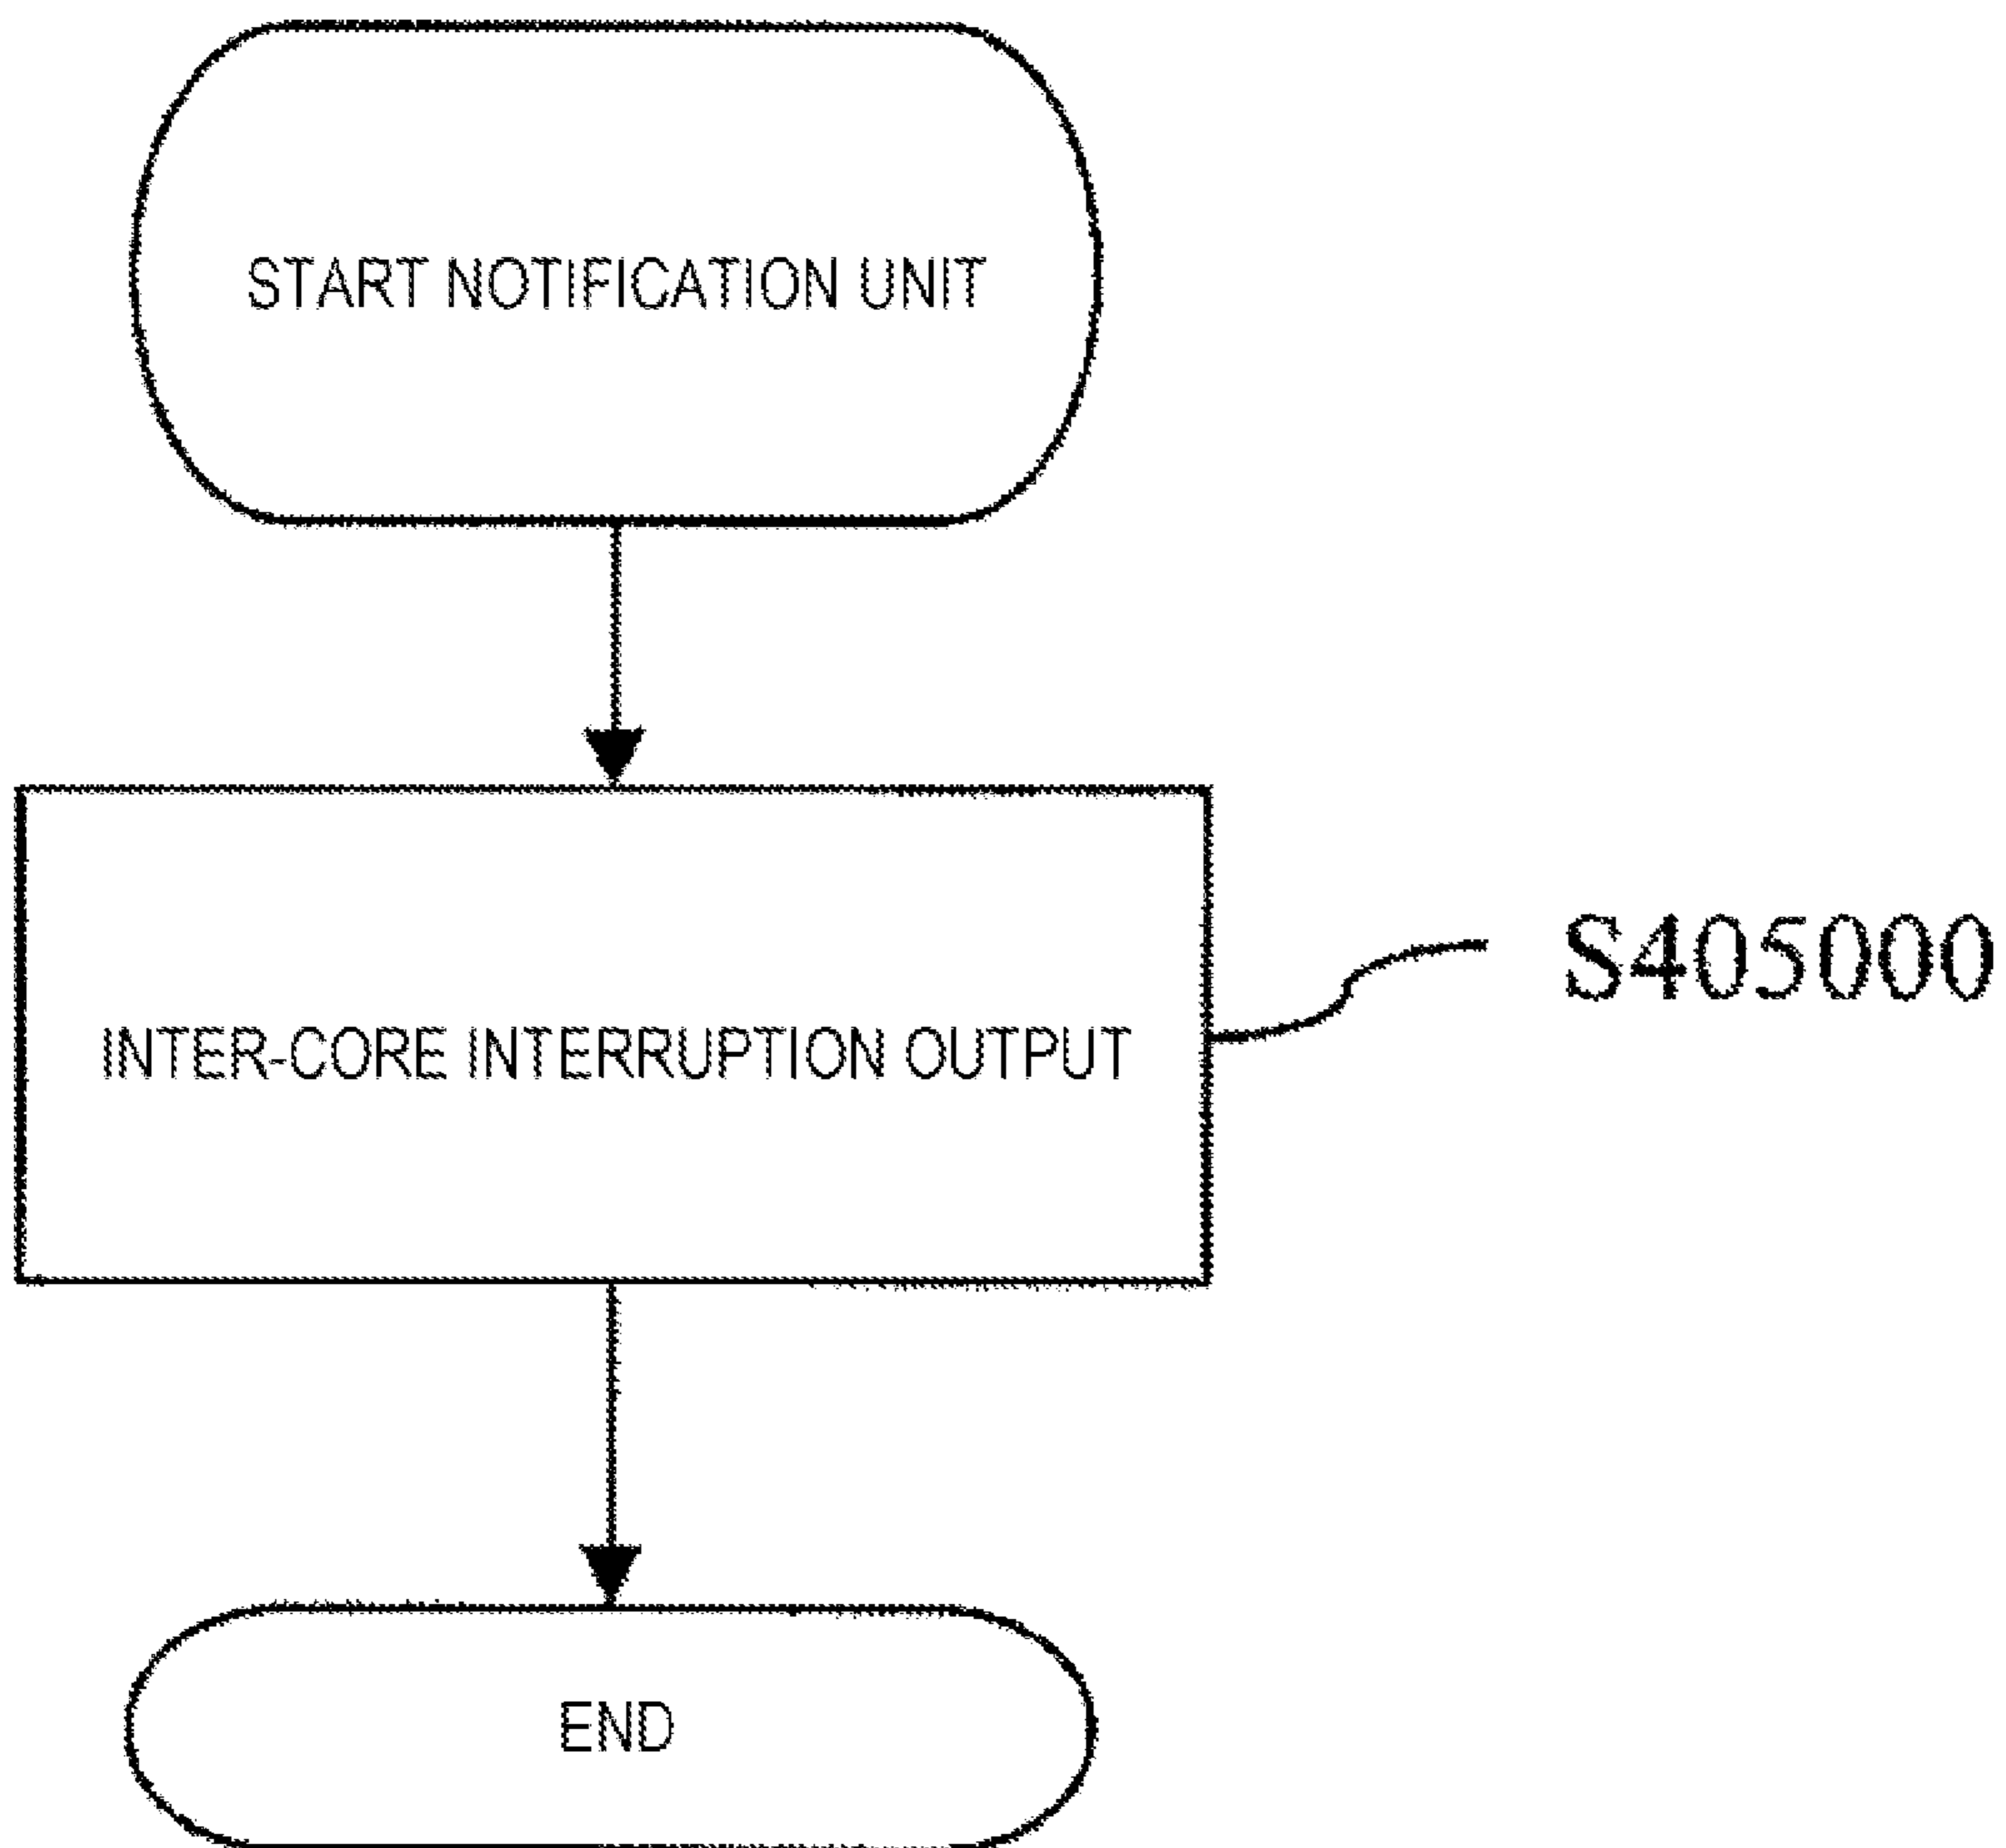 START NOTIFICATION UNIT
INTER-CORE INTERRUPTION OUTPUT
S405000
END